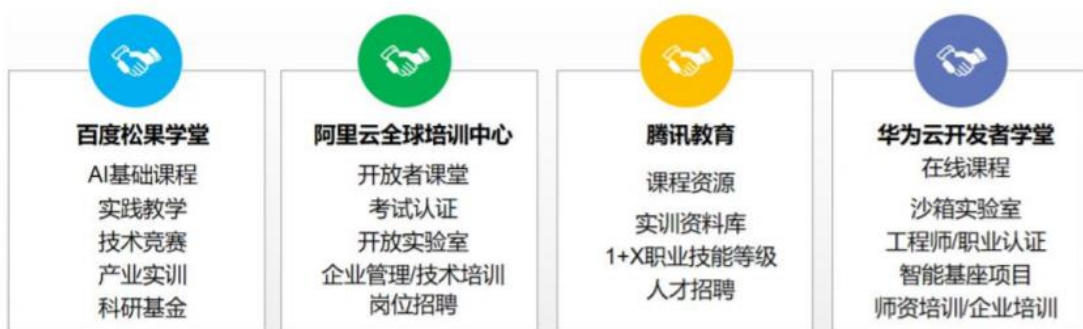 百度松果学堂
AI基础课程
实践教学
技术竞赛
产业实训
科研基金
阿里云全球培训中心
开放者课堂
考试认证
开放实验室
企业管理/技术培训
岗位招聘
腾讯教育
课程资源
实训资料库
1+X职业技能等级
人才招聘
华为云开发者学堂
在线课程
沙箱实验室
工程师/职业认证
智能基座项目
师资培训/企业培训